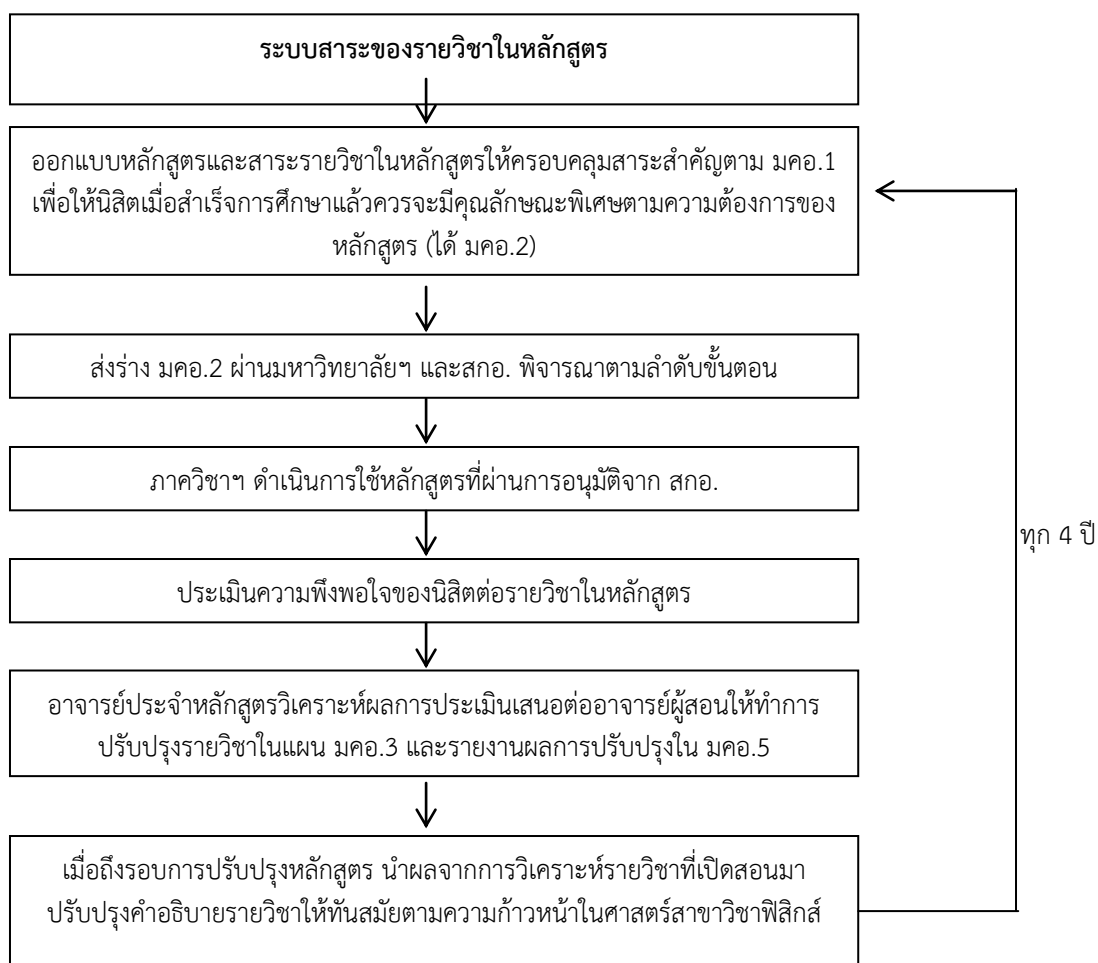 ระบบสาระของรายวิชาในหลักสูตร
ออกแบบหลักสูตรและสาระรายวิชาในหลักสูตรให้ครอบคลุมสาระสำคัญตาม มคอ.1
เพื่อให้นิสิตเมื่อสำเร็จการศึกษาแล้วควรจะมีคุณลักษณะพิเศษตามความต้องการของ
หลักสูตร (ได้ มคอ.2)
ส่งร่าง มคอ.2 ผ่านมหาวิทยาลัยฯ และสกอ. พิจารณาตามลำดับขั้นตอน
ภาควิชาฯ ดำเนินการใช้หลักสูตรที่ผ่านการอนุมัติจาก สกอ.
ทุก 4 ปี
ประเมินความพึงพอใจของนิสิตต่อรายวิชาในหลักสูตร
อาจารย์ประจำหลักสูตรวิเคราะห์ผลการประเมินเสนอต่ออาจารย์ผู้สอนให้ทำการ
ปรับปรุงรายวิชาในแผน มคอ.3 และรายงานผลการปรับปรุงใน มคอ.5
เมื่อถึงรอบการปรับปรุงหลักสูตร นำผลจากการวิเคราะห์รายวิชาที่เปิดสอนมา
ปรับปรุงคำอธิบายรายวิชาให้ทันสมัยตามความก้าวหน้าในศาสตร์สาขาวิชาฟิสิกส์